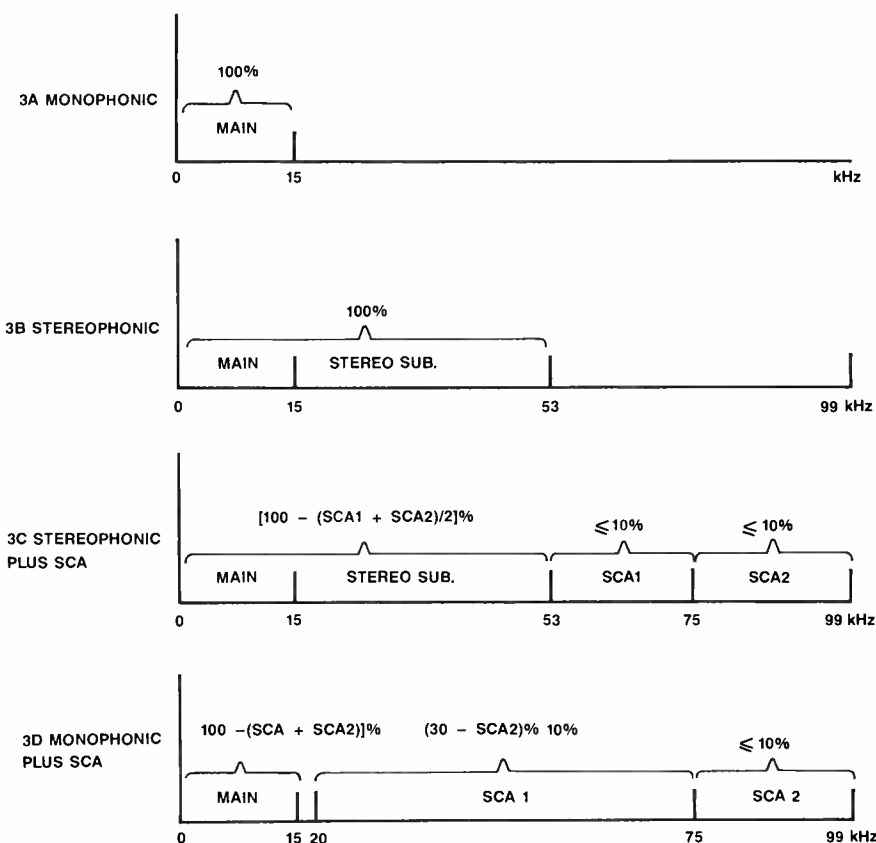 100%
3A MONOPHONIC
MAIN
0 15 kHz
100%
3B STEREOPHONIC
MAIN STEREO SUB.
0 15 53 99 kHz
[100 – (SCA1 + SCA2)/2]% ⩽ 10% ⩽ 10%
3C STEREOPHONIC
PLUS SCA
MAIN STEREO SUB. SCA1 SCA2
0 15 53 75 99 kHz
100 –(SCA + SCA2)]% (30 – SCA2)% 10% ⩽ 10%
3D MONOPHONIC
PLUS SCA
MAIN SCA 1 SCA 2
0 15 20 75 99 kHz